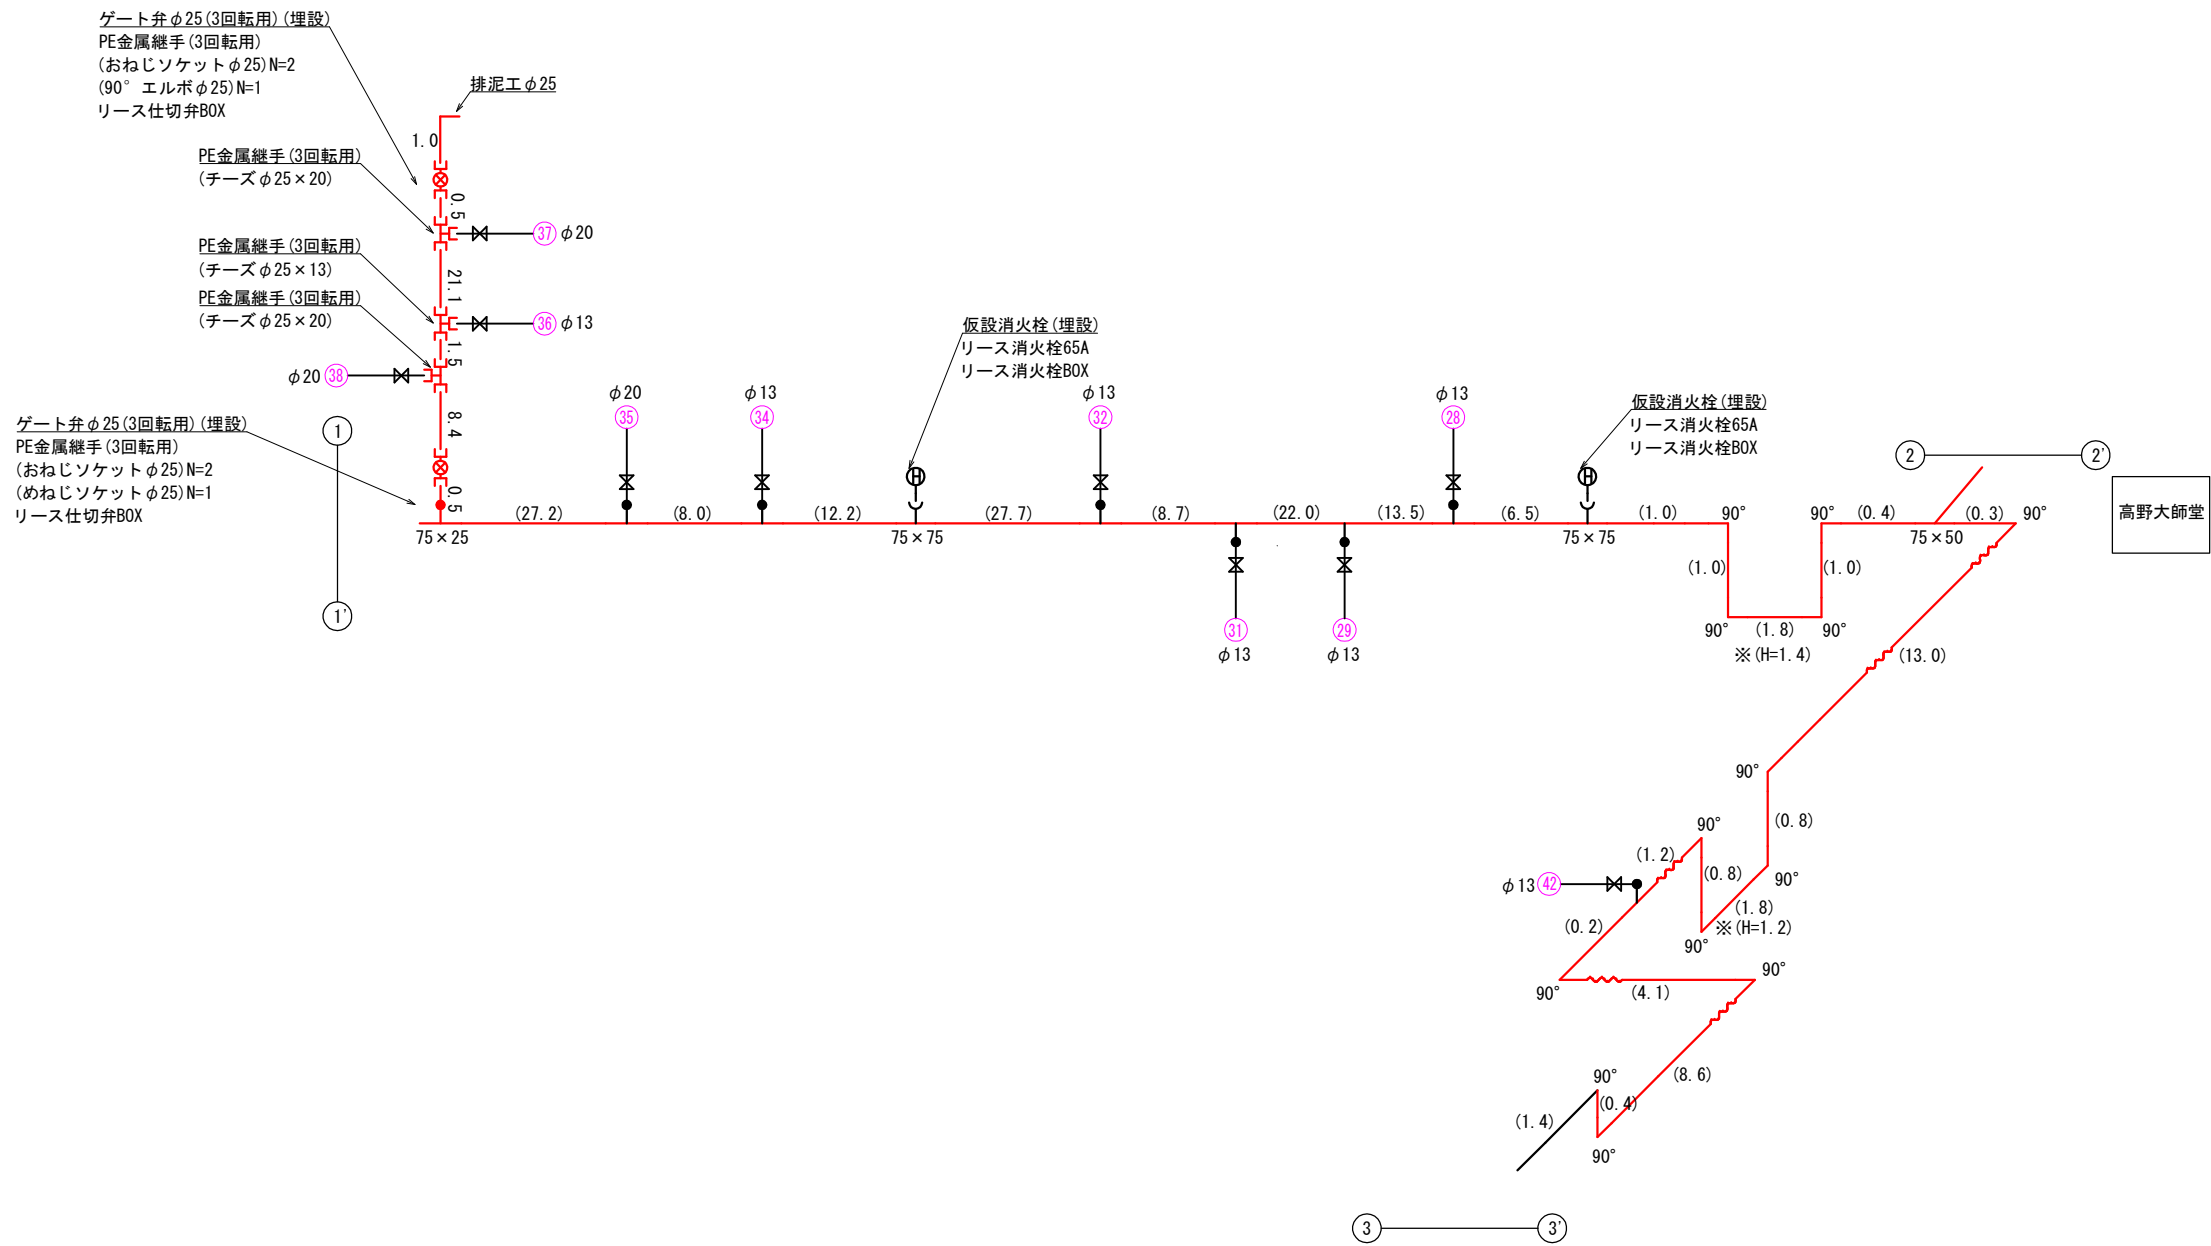 ゲート弁φ25(3回転用)(埋設)
PE金属継手(3回転用)
(おねじソケットφ25)N=2
(90°エルボφ25)N=1
リース仕切弁BOX
排泥工φ25
1.0
PE金属継手(3回転用)
(チーズφ25×20)
0.5
37 φ20
PE金属継手(3回転用)
(チーズφ25×13)
21.1
PE金属継手(3回転用)
(チーズφ25×20)
36 φ13
1.5
φ20 38
8.4
ゲート弁φ25(3回転用)(埋設)
PE金属継手(3回転用)
(おねじソケットφ25)N=2
(めねじソケットφ25)N=1
リース仕切弁BOX
1
1'
0.5
75×25
(27.2)
φ20
35
(8.0)
φ13
34
(12.2)
仮設消火栓(埋設)
リース消火栓65A
リース消火栓BOX
H
75×75
(27.7)
φ13
32
(8.7)
31
φ13
(22.0)
29
φ13
(13.5)
φ13
28
(6.5)
仮設消火栓(埋設)
リース消火栓65A
リース消火栓BOX
H
75×75
(1.0)
90°
(1.0)
90°
(1.8)
90°
※(H=1.4)
(1.0)
90°
(0.4)
75×50
(0.3)
90°
2
2'
高野大師堂
(13.0)
90°
(0.8)
90°
(1.8)
※(H=1.2)
90°
(0.8)
90°
(1.2)
φ13 42
(0.2)
90°
(4.1)
90°
(8.6)
90°
(0.4)
90°
(1.4)
3
3'